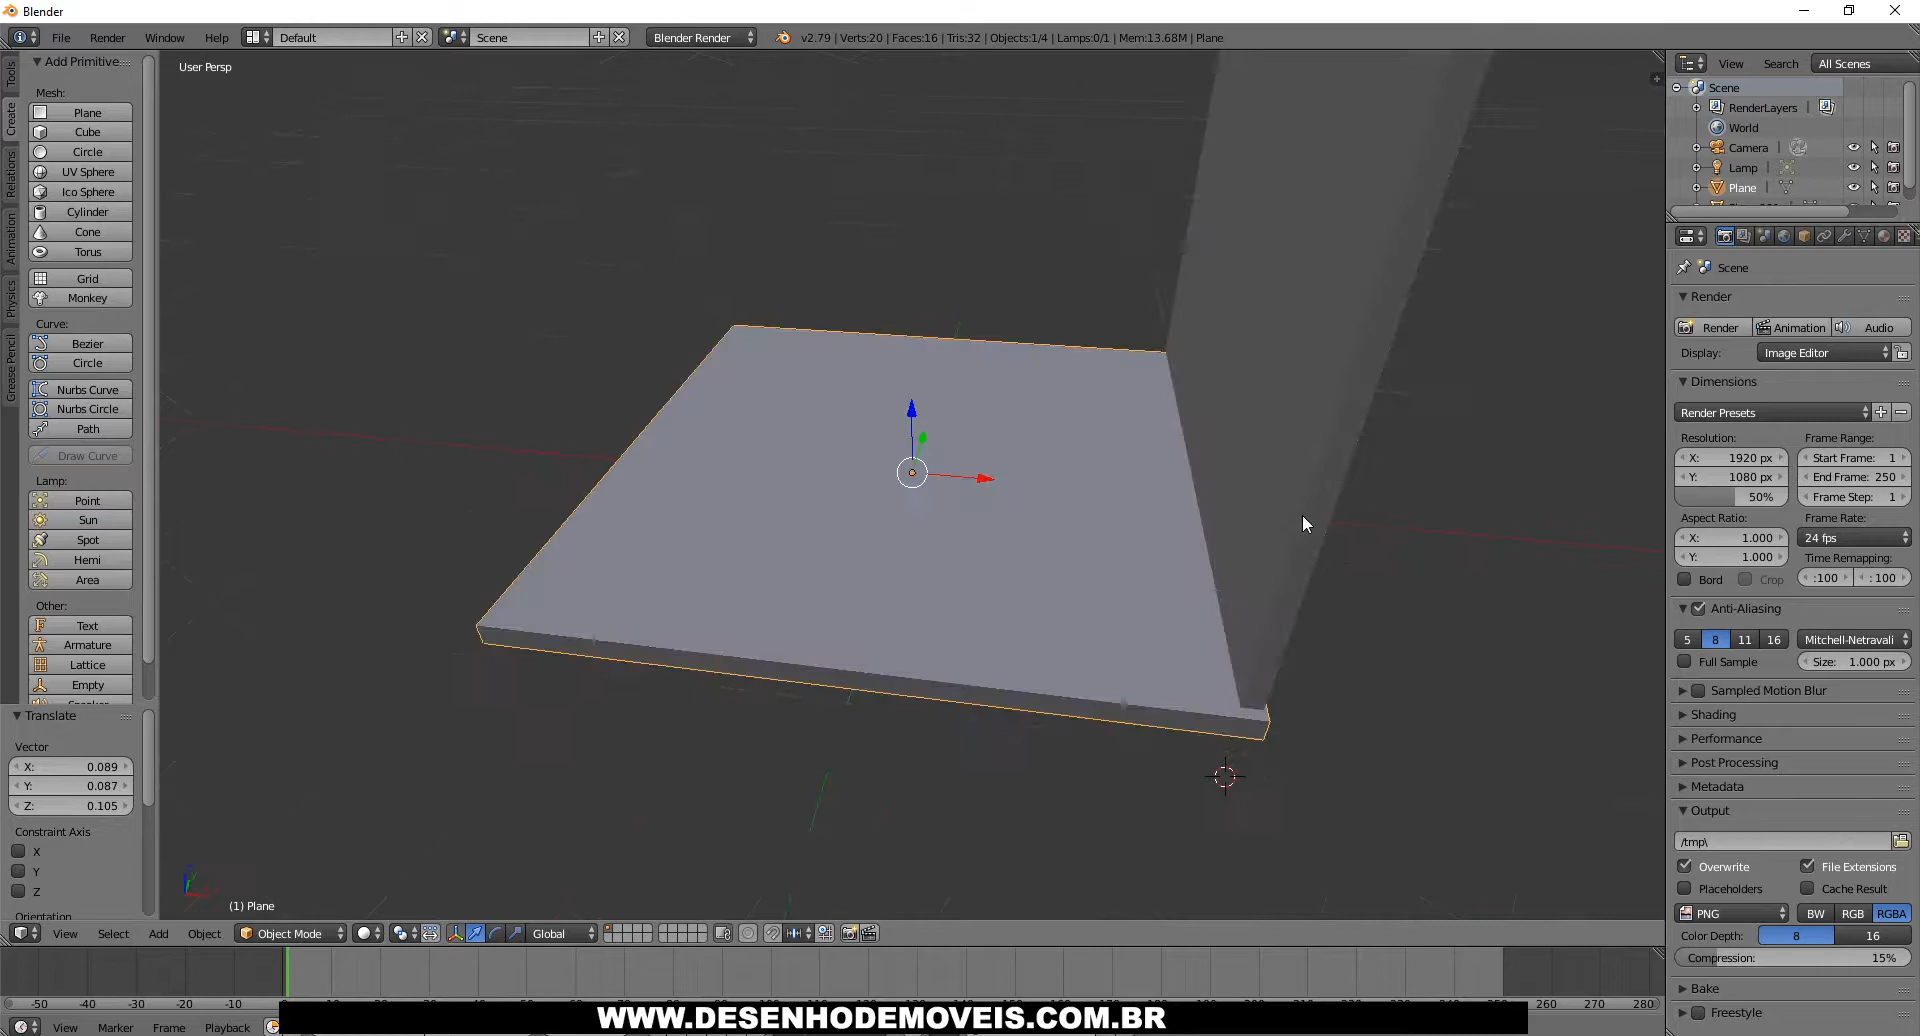 Blender
File Render Window Help Default Scene Blender Render v2.79 | Verts:20 | Faces:16 | Tris:32 | Objects:1/4 | Lamps:0/1 | Mem:13.68M | Plane
Tools
Create
Relations
Animation
Physics
Grease Pencil
Add Primitive
Mesh:
Plane
Cube
Circle
UV Sphere
Ico Sphere
Cylinder
Cone
Torus
Grid
Monkey
Curve:
Bezier
Circle
Nurbs Curve
Nurbs Circle
Path
Draw Curve
Lamp:
Point
Sun
Spot
Hemi
Area
Other:
Text
Armature
Lattice
Empty
Translate
Vector
X: 0.089
Y: 0.087
Z: 0.105
Constraint Axis
X
Y
Z
Orientation
User Persp
(1) Plane
View Select Add Object Object Mode Global
View Search All Scenes
Scene
RenderLayers
World
Camera
Lamp
Plane
Scene
Render
Render Animation Audio
Display: Image Editor
Dimensions
Render Presets
Resolution: Frame Range:
X: 1920 px Start Frame: 1
Y: 1080 px End Frame: 250
50% Frame Step: 1
Aspect Ratio: Frame Rate:
X: 1.000 24 fps
Y: 1.000 Time Remapping:
Bord Crop :100 : 100
Anti-Aliasing
5 8 11 16 Mitchell-Netravali
Full Sample Size: 1.000 px
Sampled Motion Blur
Shading
Performance
Post Processing
Metadata
Output
/tmp\
Overwrite File Extensions
Placeholders Cache Result
PNG BW RGB RGBA
Color Depth: 8 16
Compression: 15%
Bake
Freestyle
-50 -40 -30 -20 -10 260 270 280
View Marker Frame Playback
WWW.DESENHODEMOVEIS.COM.BR